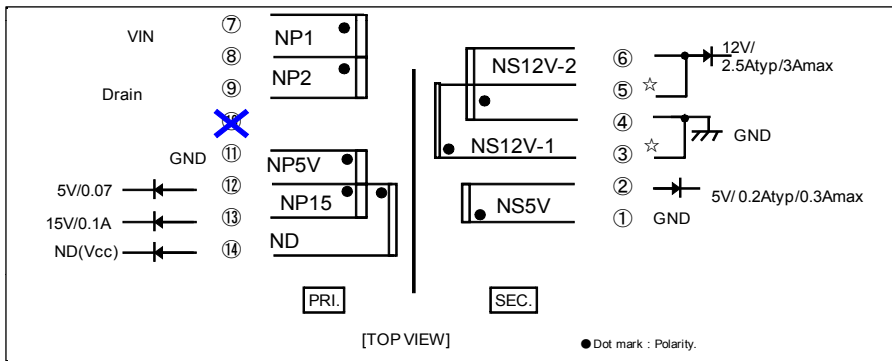 VIN ⑦ NP1
⑧
Drain ⑨ NP2
GND ⑪
NP5V
5V/0.07 ⑫
15V/0.1A ⑬ NP15
ND(Vcc) ⑭ ND
NS12V-2 ⑥ 12V/
2.5Atyp/3Amax
⑤ ☆
④ GND
NS12V-1 ③ ☆
② 5V/ 0.2Atyp/0.3Amax
NS5V
① GND
PRI. SEC.
[TOP VIEW]
●Dot mark : Polarity.